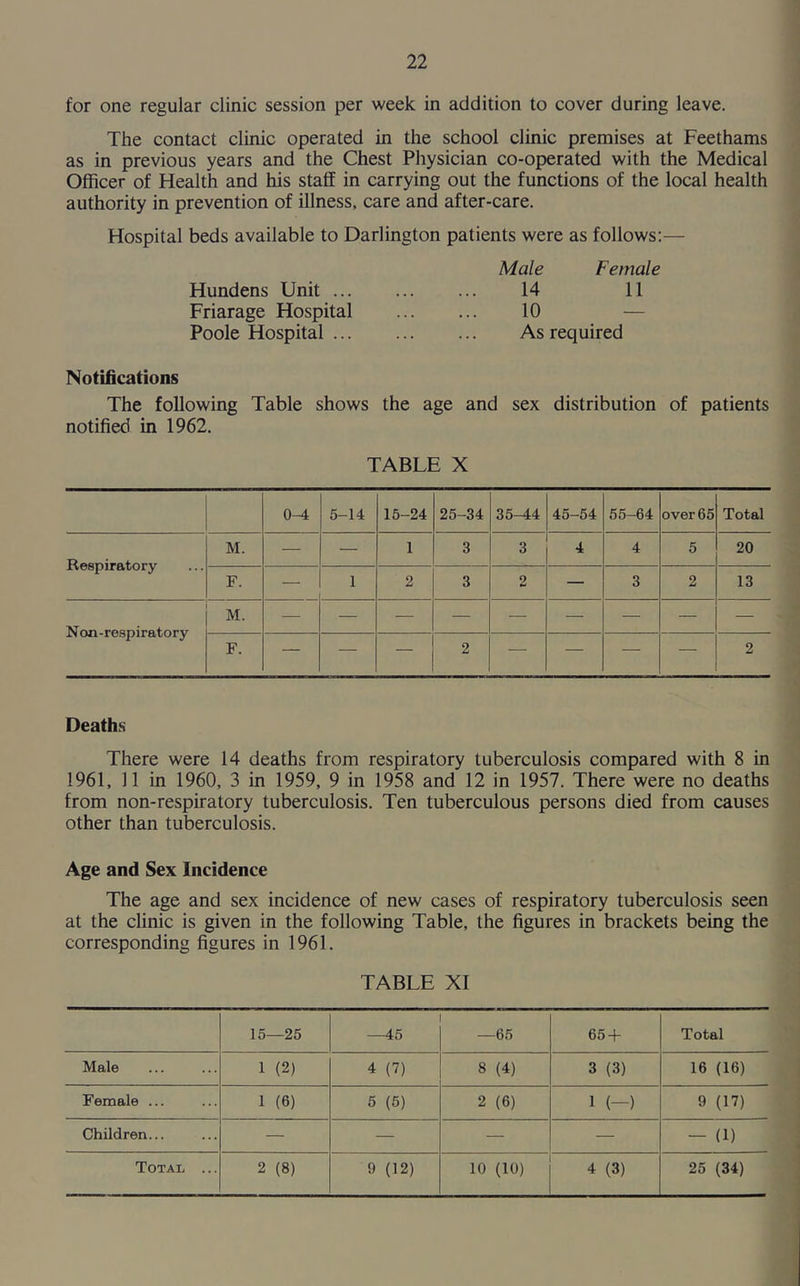 22
for one regular clinic session per week in addition to cover during leave.
The contact clinic operated in the school clinic premises at Feethams
as in previous years and the Chest Physician co-operated with the Medical
Officer of Health and his staff in carrying out the functions of the local health
authority in prevention of illness, care and after-care.
Hospital beds available to Darlington patients were as follows:—
Male Female
Hundens Unit ... ... ... 14 11
Friarage Hospital ... ... 10 —
Poole Hospital ... ... ... As required
Notifications
The following Table shows the age and sex distribution of patients
notified in 1962.
TABLE X
0-4 5-14 15-24 25-34 35-44 45-54 55-64 over 65 Total
Respiratory ...
M. — — 1 3 3 4 4 5 20
F. — 1 2 3 2 — 3 2 13
Non-respiratory
M. — — — — — — — — —
F. — — — 2 — — — — 2
Deaths
There were 14 deaths from respiratory tuberculosis compared with 8 in
1961, 11 in 1960, 3 in 1959, 9 in 1958 and 12 in 1957. There were no deaths
from non-respiratory tuberculosis. Ten tuberculous persons died from causes
other than tuberculosis.
Age and Sex Incidence
The age and sex incidence of new cases of respiratory tuberculosis seen
at the clinic is given in the following Table, the figures in brackets being the
corresponding figures in 1961.
TABLE XI
15—25 —45 —65 65+ Total
Male ... ... 1 (2) 4 (7) 8 (4) 3 (3) 16 (16)
Female ... ... 1 (6) 5 (5) 2 (6) 1 (—) 9 (17)
Children... ... — — — — — (1)
TOTAL ... 2 (8) 9 (12) 10 (10) 4 (3) 25 (34)